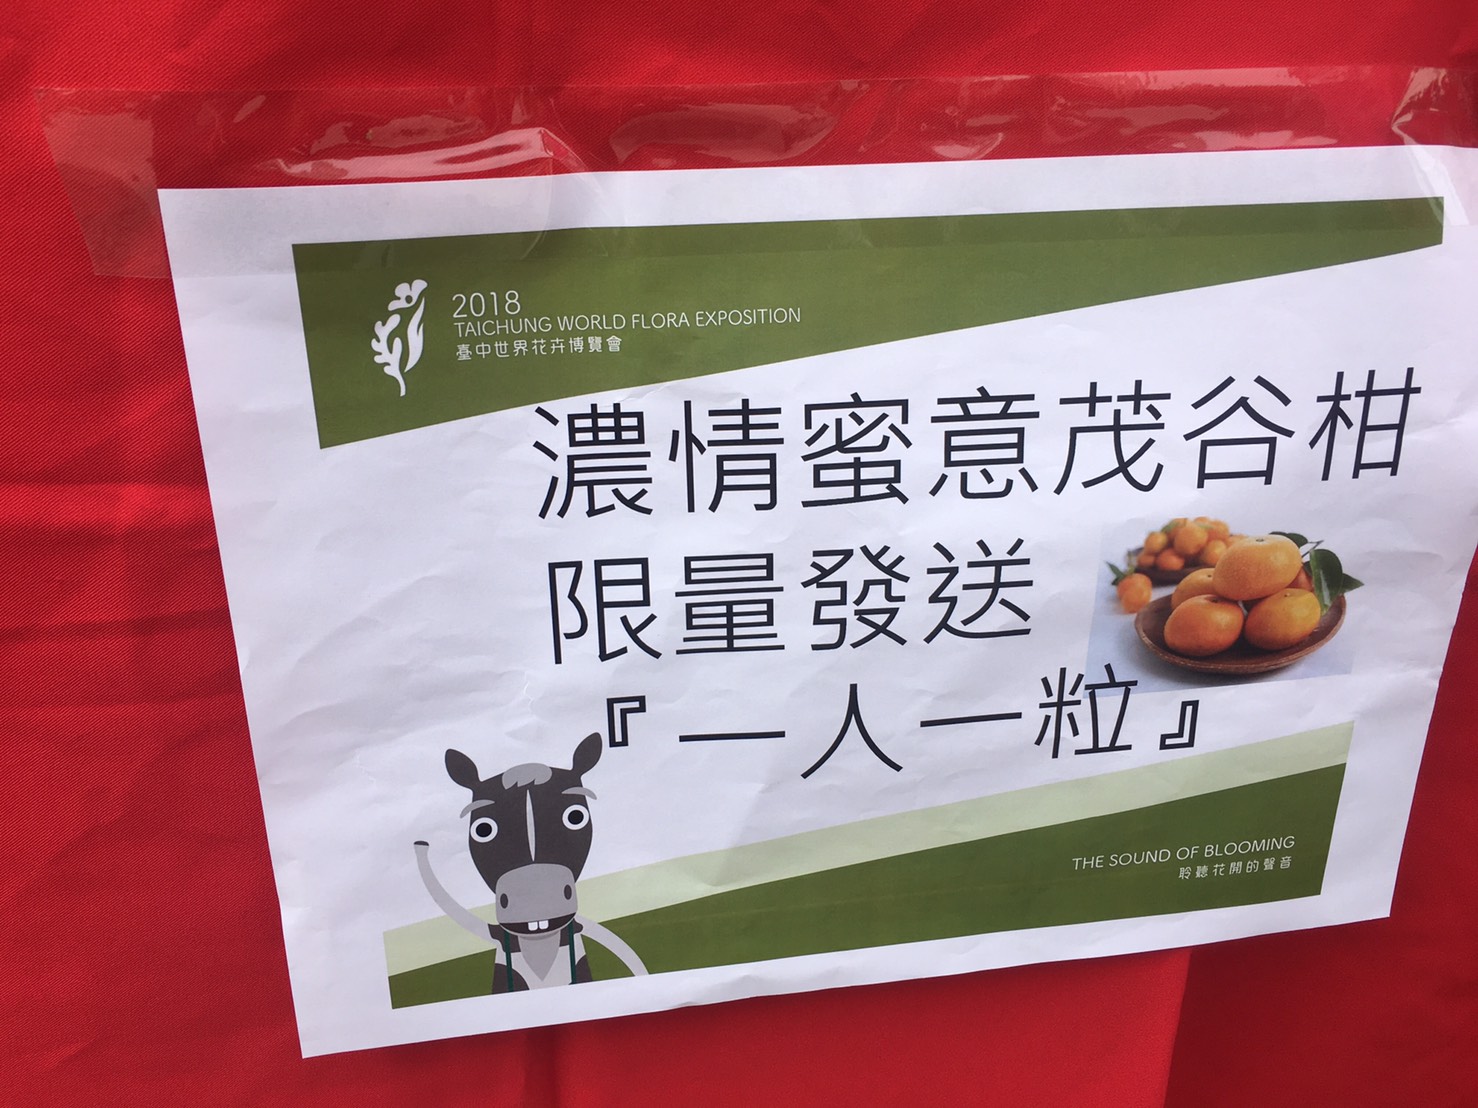 2018
TAICHUNG WORLD FLORA EXPOSITION
臺中世界花卉博覽會
濃情蜜意茂谷柑
限量發送
『一人一粒』
THE SOUND OF BLOOMING
聆聽花開的聲音